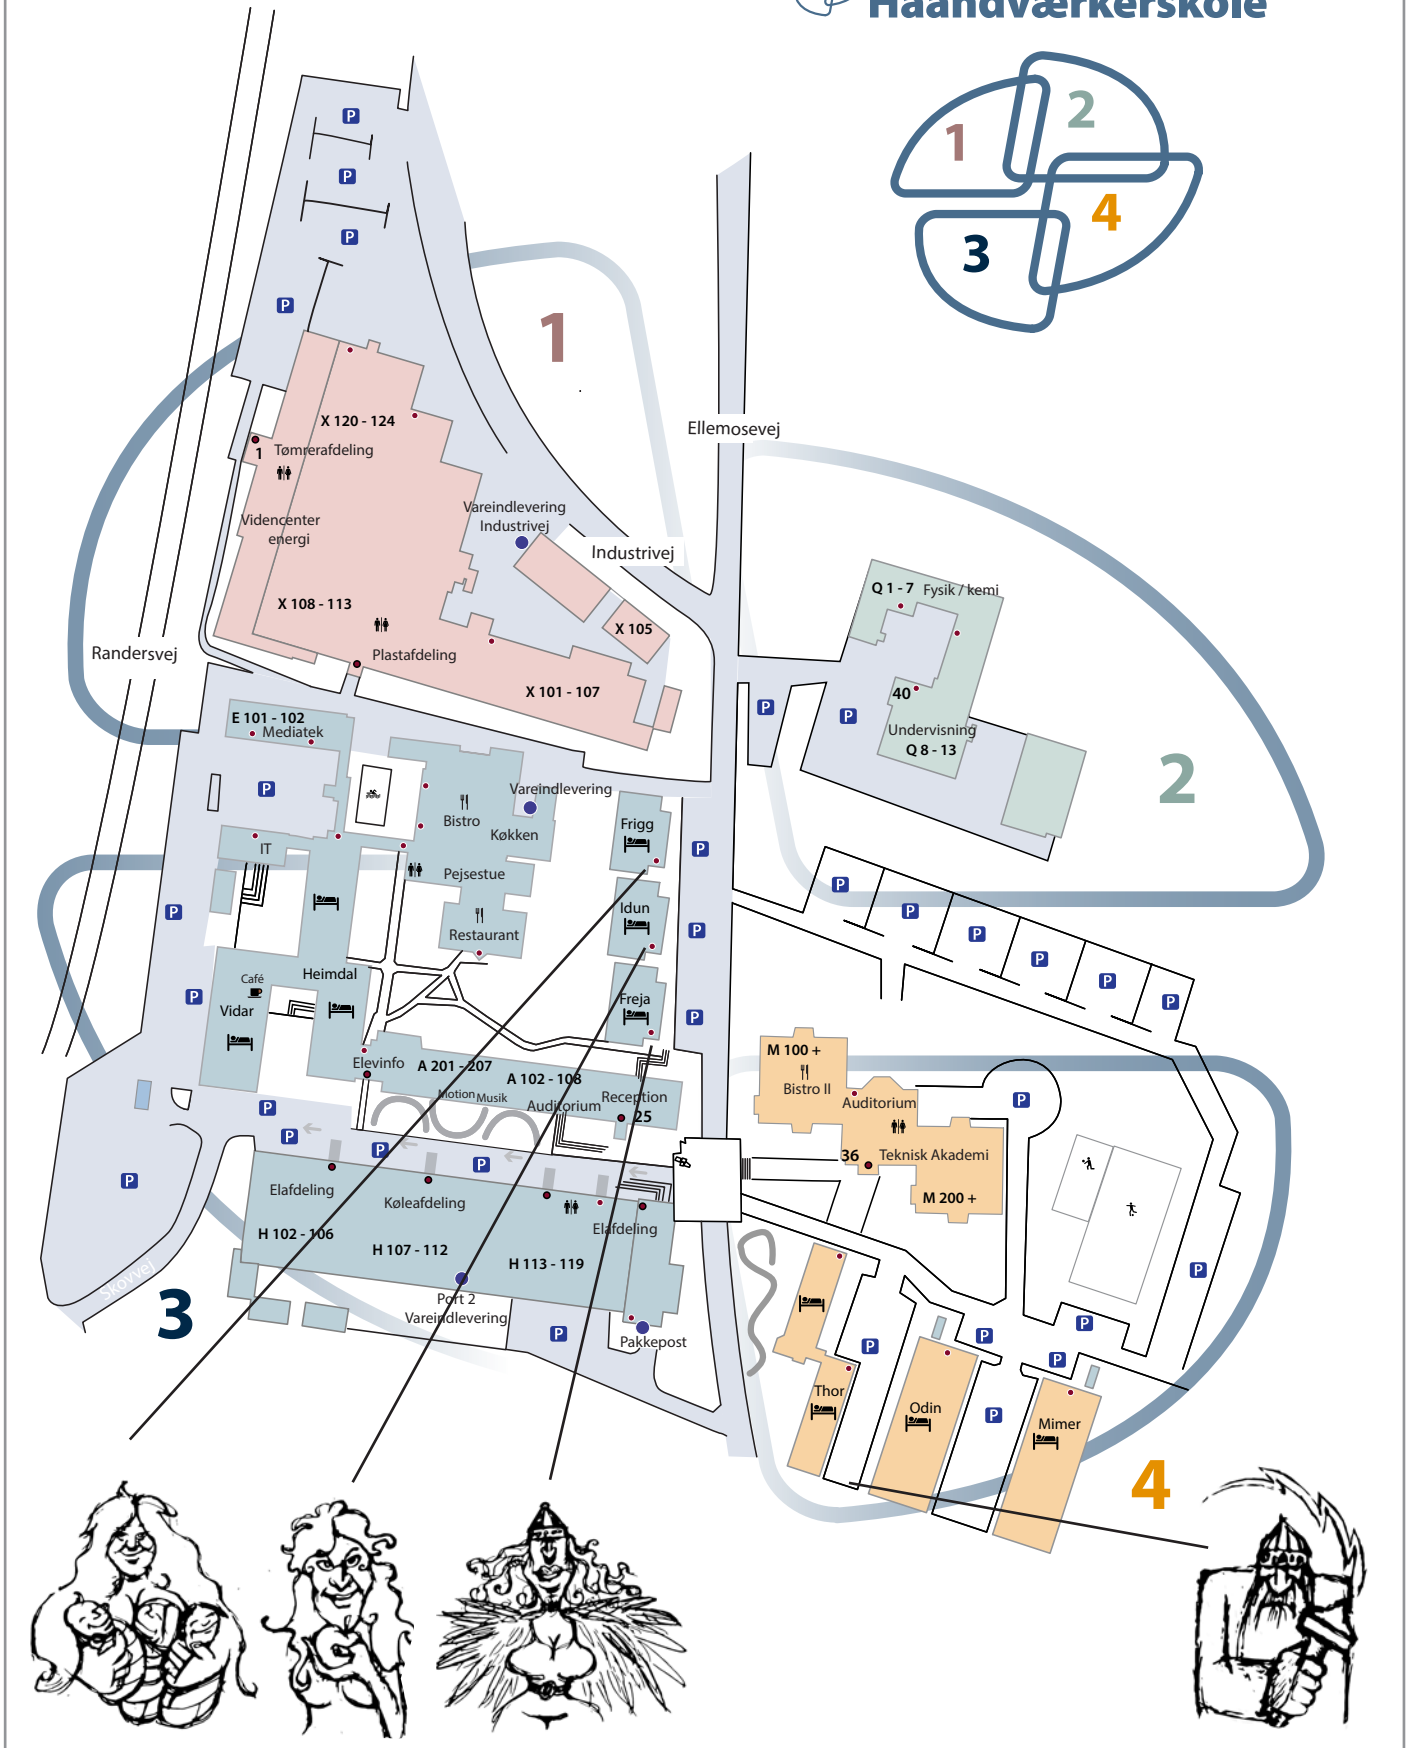 Haandværkerskole
1
2
3
4
P
P
P
P
1
X 120 - 124
1
Tømrerafdeling
Videncenter
energi
Vareindlevering
Industrivej
Ellemosevej
Industrivej
X 108 - 113
X 105
Plastafdeling
X 101 - 107
Randersvej
Q 1 - 7 Fysik / kemi
40
Undervisning
Q 8 - 13
P
P
2
E 101 - 102
Mediatek
P
Vareindlevering
Bistro
Køkken
IT
Pejsestue
Restaurant
Frigg
Idun
Freja
P
P
P
P
P
P
P
P
P
P
P
Heimdal
Café
Vidar
Elevinfo
A 201 - 207
A 102 - 108
Motion
Musik
Auditorium
Reception
25
M 100 +
Bistro II
Auditorium
36
Teknisk Akademi
M 200 +
P
P
P
P
P
P
Elafdeling
Køleafdeling
Elafdeling
H 102 - 106
H 107 - 112
H 113 - 119
Port 2
Vareindlevering
Pakkepost
P
Skovvej
3
P
P
P
P
P
P
Thor
Odin
Mimer
4